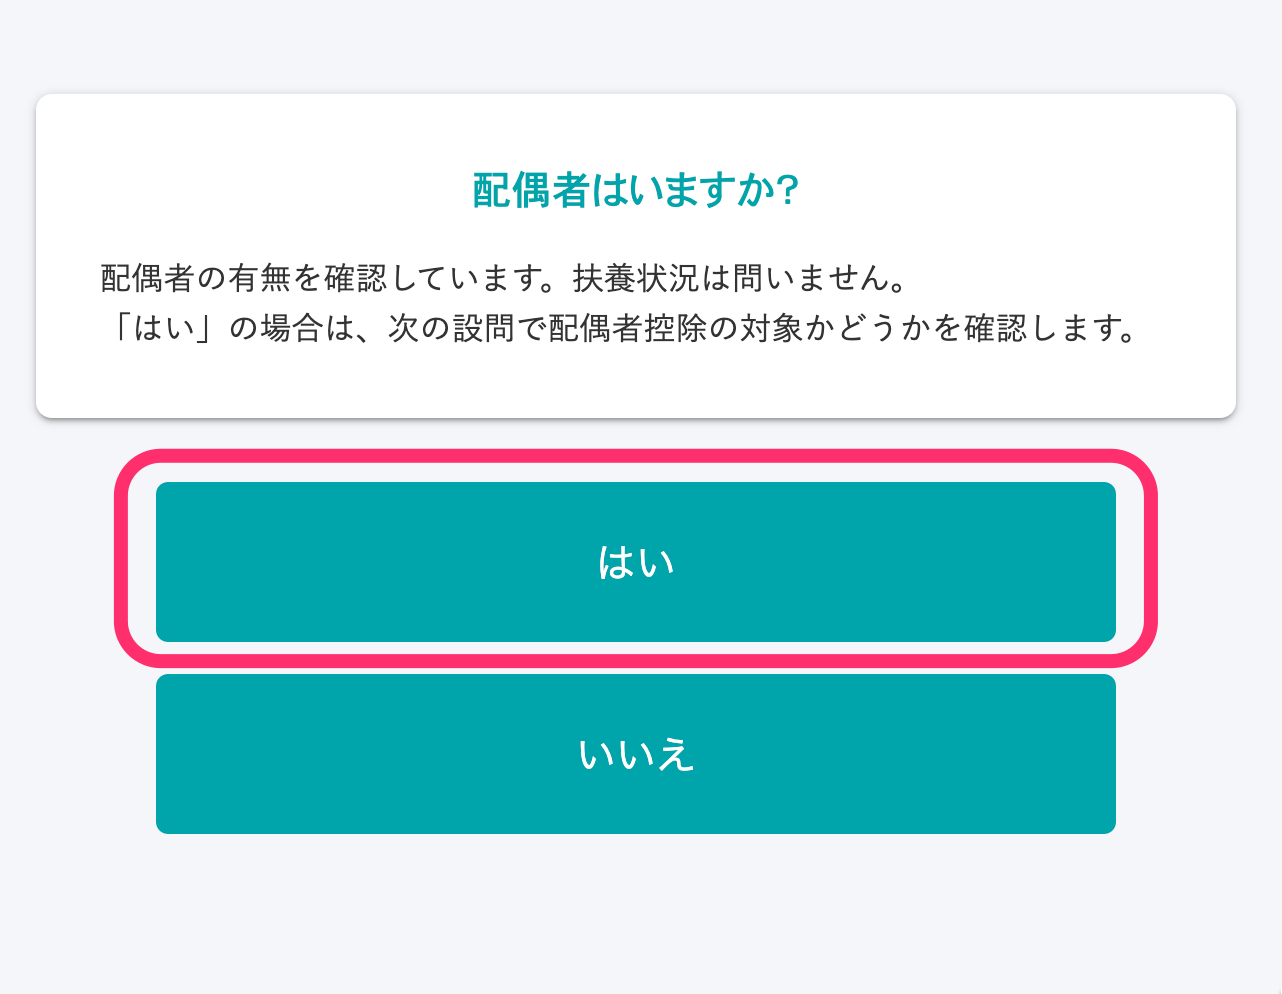 配偶者はいますか?
配偶者の有無を確認しています。扶養状況は問いません。
「はい」の場合は、次の設問で配偶者控除の対象かどうかを確認します。
はい
いいえ